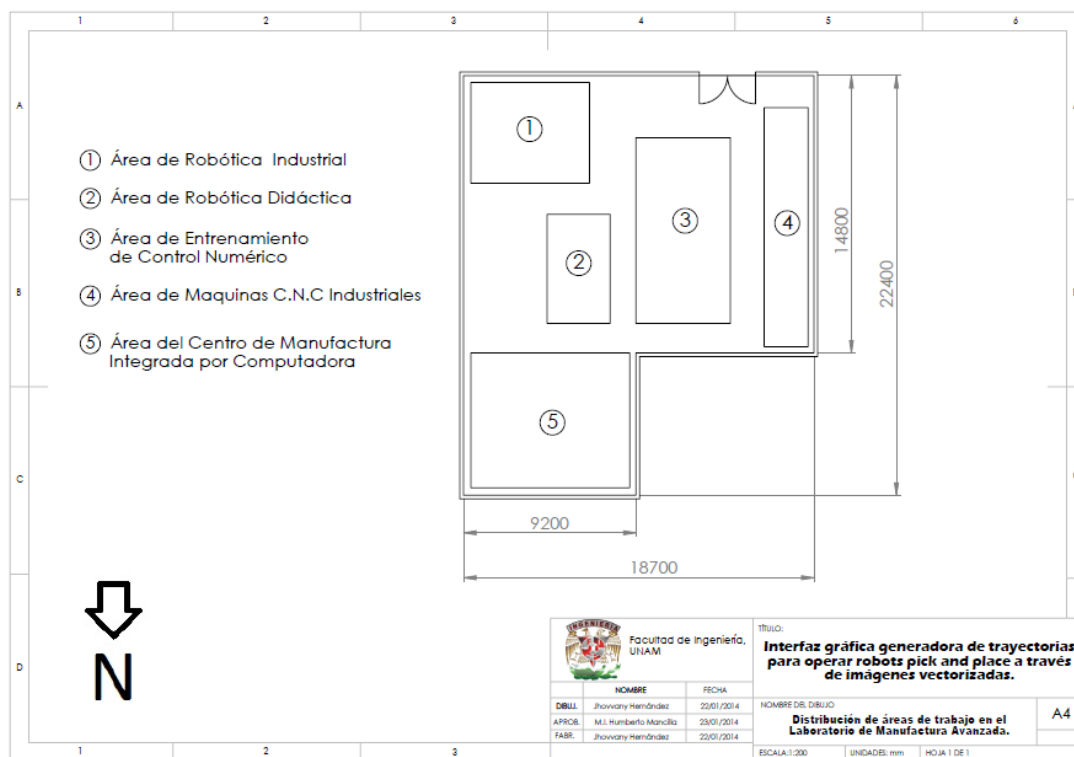 1 2 3 4 5 6
A
B
C
D
① Área de Robótica Industrial
② Área de Robótica Didáctica
③ Área de Entrenamiento
de Control Numérico
④ Área de Maquinas C.N.C Industriales
⑤ Área del Centro de Manufactura
Integrada por Computadora
1
2
3
4
5
14800
22400
9200
18700
N
INGENIERIA
Facultad de Ingeniería,
UNAM
NOMBRE FECHA
DIBUJ. Jhovvany Hernández 22/01/2014
APROB. M.I. Humberto Mancilla 23/01/2014
FABR. Jhovvany Hernández 22/01/2014
TÍTULO:
Interfaz gráfica generadora de trayectorias
para operar robots pick and place a través
de imágenes vectorizadas.
NOMBRE DEL DIBUJO
Distribución de áreas de trabajo en el
Laboratorio de Manufactura Avanzada.
A4
ESCALA:1:200 UNIDADES: mm HOJA 1 DE 1
1 2 3